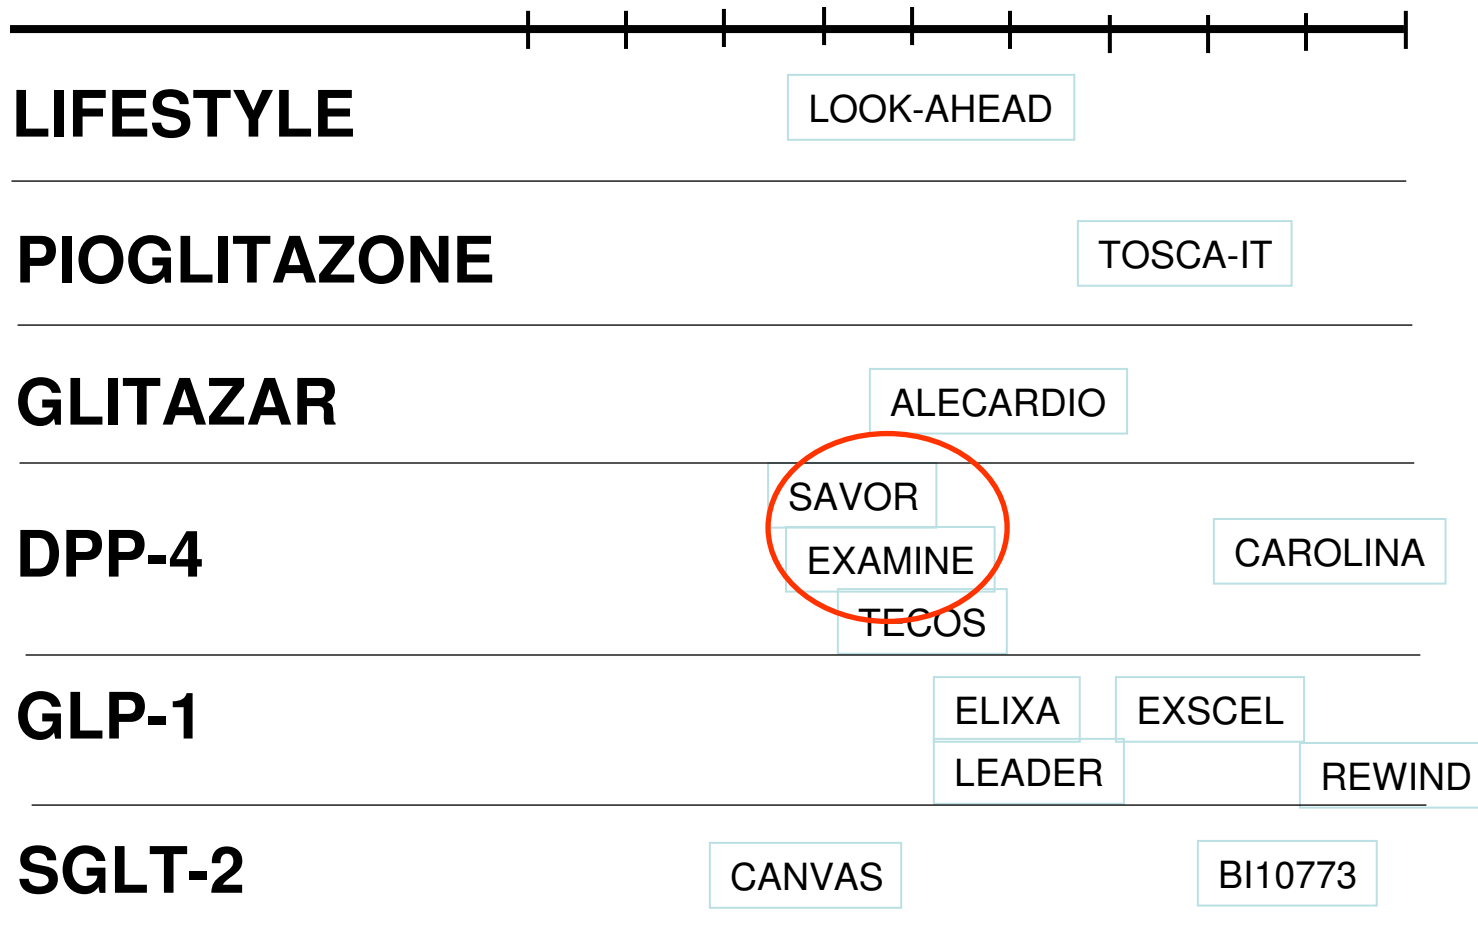 LIFESTYLE
LOOK-AHEAD
PIOGLITAZONE
TOSCA-IT
GLITAZAR
ALECARDIO
DPP-4
SAVOR
EXAMINE
TECOS
CAROLINA
GLP-1
ELIXA
EXSCEL
LEADER
REWIND
SGLT-2
CANVAS
BI10773